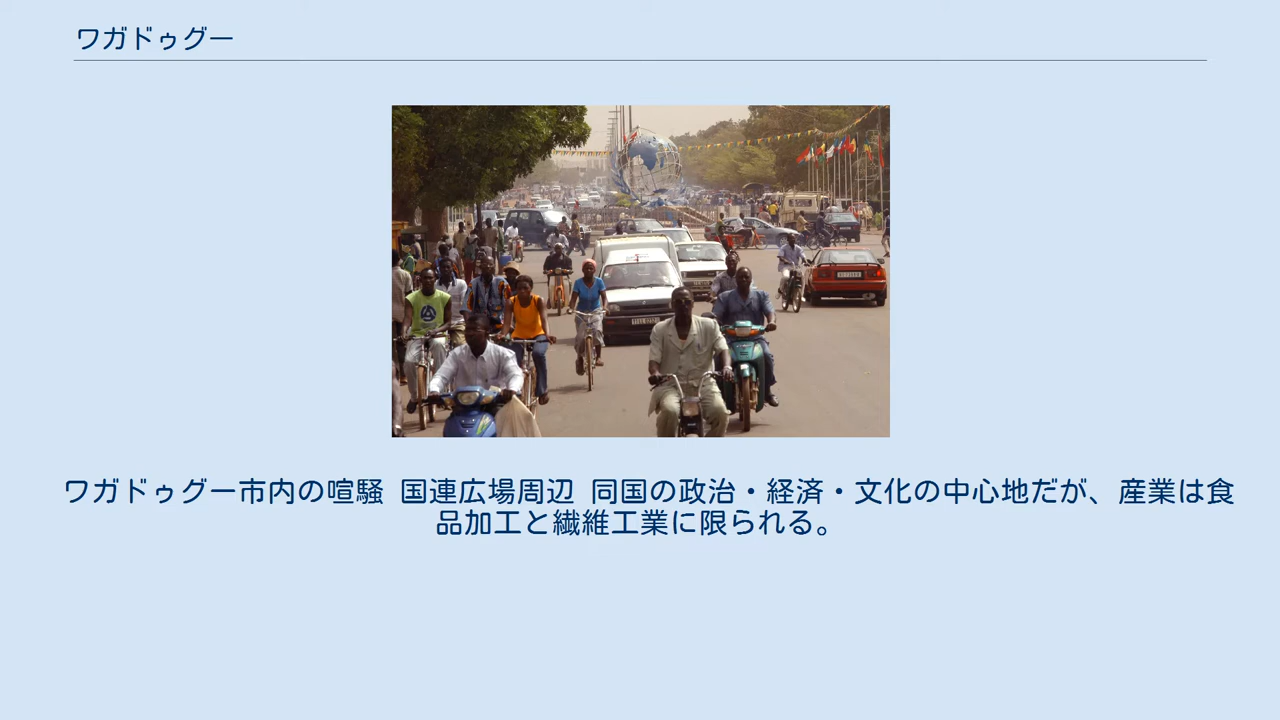 ワガドゥグー
ワガドゥグー市内の喧騒 国連広場周辺 同国の政治・経済・文化の中心地だが、産業は食
品加工と繊維工業に限られる。